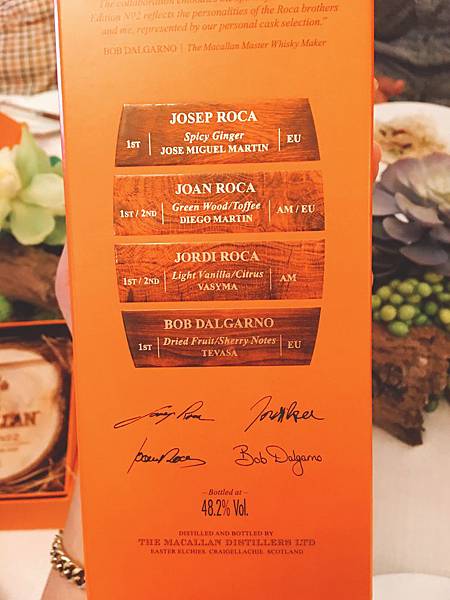 The collaboration
Edition Nº2 reflects the personalities of the Roca brothers
and me, represented by our personal cask selection.”
BOB DALGARNO | The Macallan Master Whisky Maker
JOSEP ROCA
1ST | Spicy Ginger | EU
JOSE MIGUEL MARTIN
JOAN ROCA
1ST / 2ND | Green Wood/Toffee | AM / EU
DIEGO MARTIN
JORDI ROCA
1ST / 2ND | Light Vanilla/Citrus | AM
VASYMA
BOB DALGARNO
1ST | Dried Fruit/Sherry Notes | EU
TEVASA
Josep Roca
Bob Dalgarno
– Bottled at –
48.2% Vol.
DISTILLED AND BOTTLED BY
THE MACALLAN DISTILLERS LTD
EASTER ELCHIES, CRAIGELLACHIE, SCOTLAND